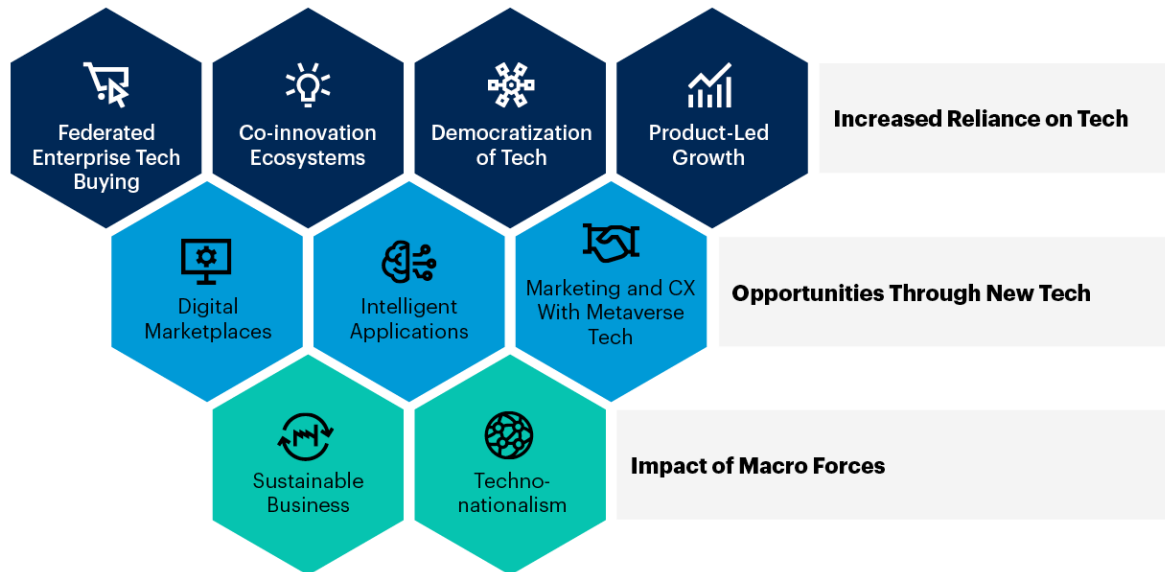 Federated
Enterprise Tech
Buying
Co-innovation
Ecosystems
Democratization
of Tech
Product-Led
Growth
Increased Reliance on Tech
Digital
Marketplaces
Intelligent
Applications
Marketing and CX
With Metaverse
Tech
Opportunities Through New Tech
Sustainable
Business
Techno-
nationalism
Impact of Macro Forces